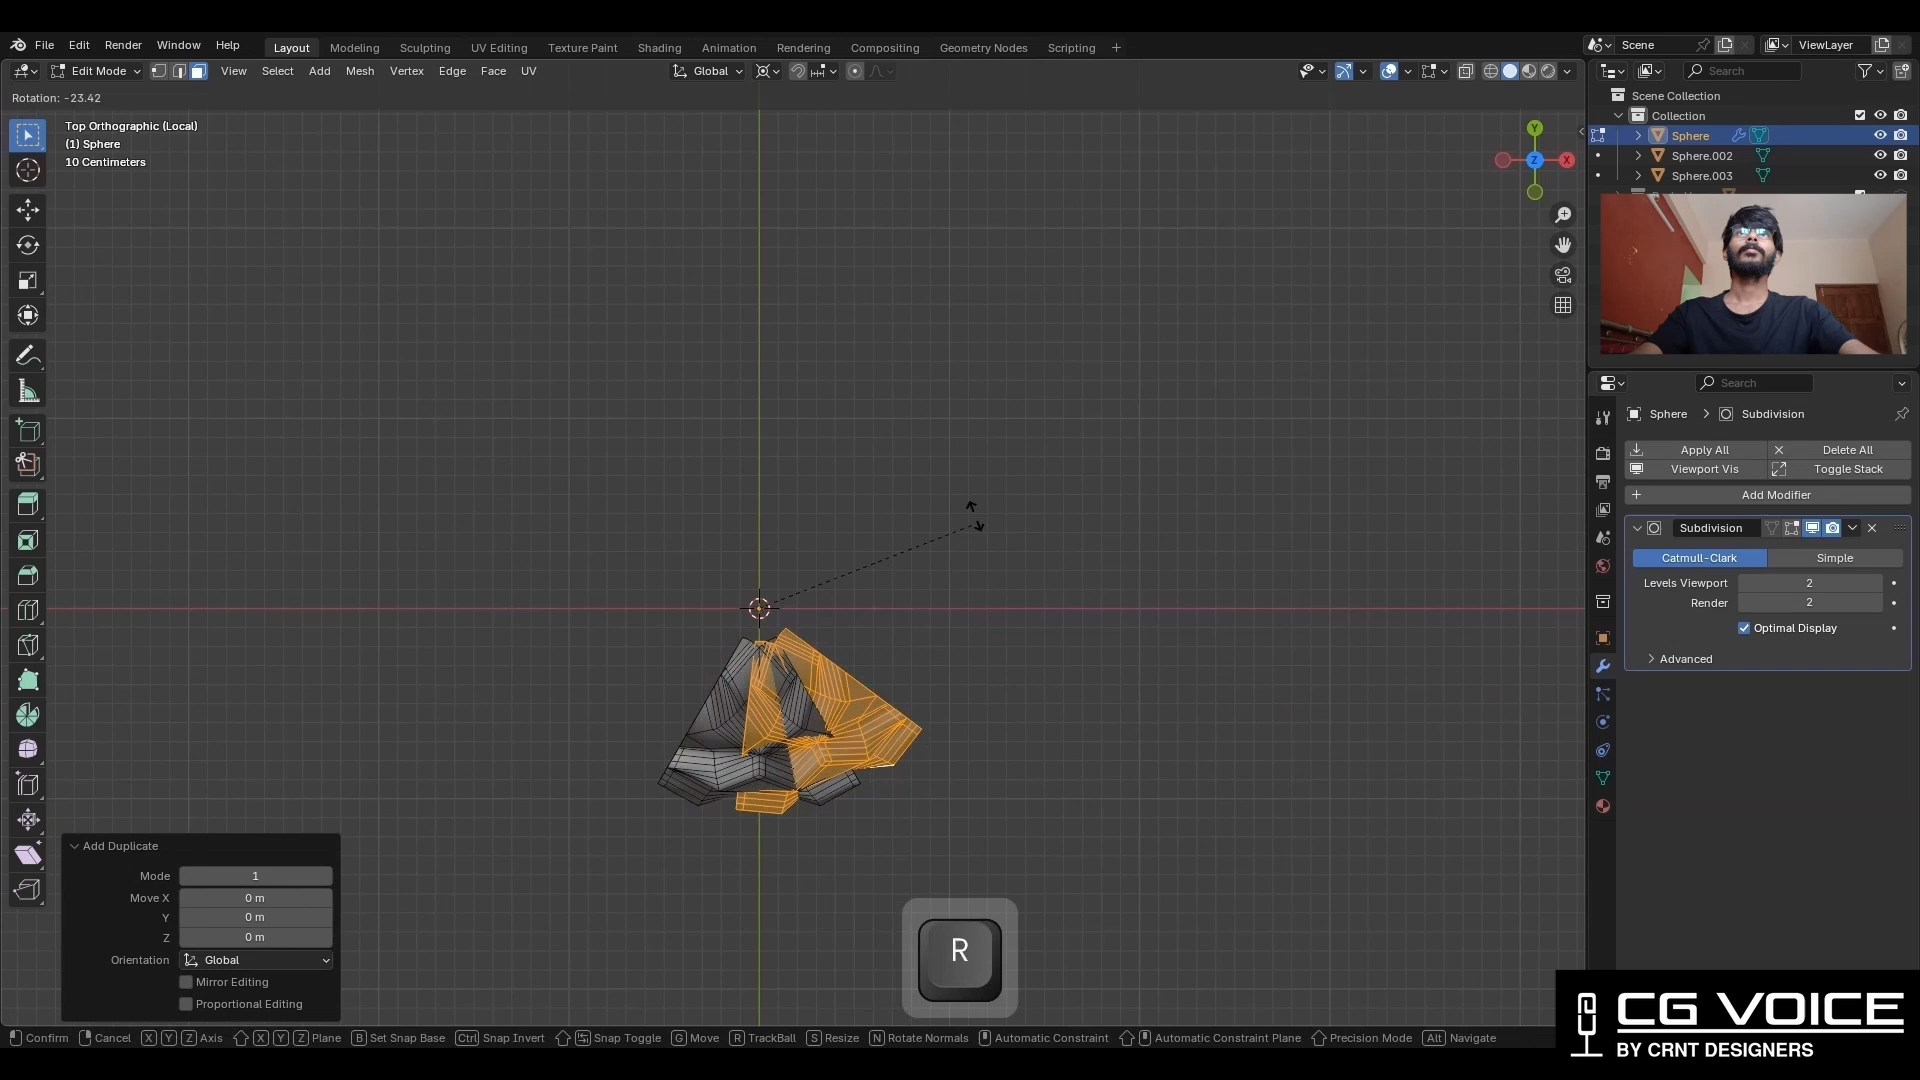 File Edit Render Window Help Layout Modeling Sculpting UV Editing Texture Paint Shading Animation Rendering Compositing Geometry Nodes Scripting + Scene ViewLayer
Edit Mode View Select Add Mesh Vertex Edge Face UV Global Search
Rotation: -23.42
Scene Collection
Collection
Top Orthographic (Local)
(1) Sphere
10 Centimeters
Y
Z
X
Sphere
Sphere.002
Sphere.003
Search
Sphere > Subdivision
Apply All Delete All
Viewport Vis Toggle Stack
Add Modifier
Subdivision
Catmull-Clark Simple
Levels Viewport 2
Render 2
Optimal Display
Advanced
Add Duplicate
Mode 1
Move X 0 m
Y 0 m
Z 0 m
Orientation Global
Mirror Editing
Proportional Editing
R
Confirm Cancel X Y Z Axis X Y Z Plane B Set Snap Base Ctrl Snap Invert Snap Toggle G Move R TrackBall S Resize N Rotate Normals Automatic Constraint Automatic Constraint Plane Precision Mode Alt Navigate
CG VOICE
BY CRNT DESIGNERS